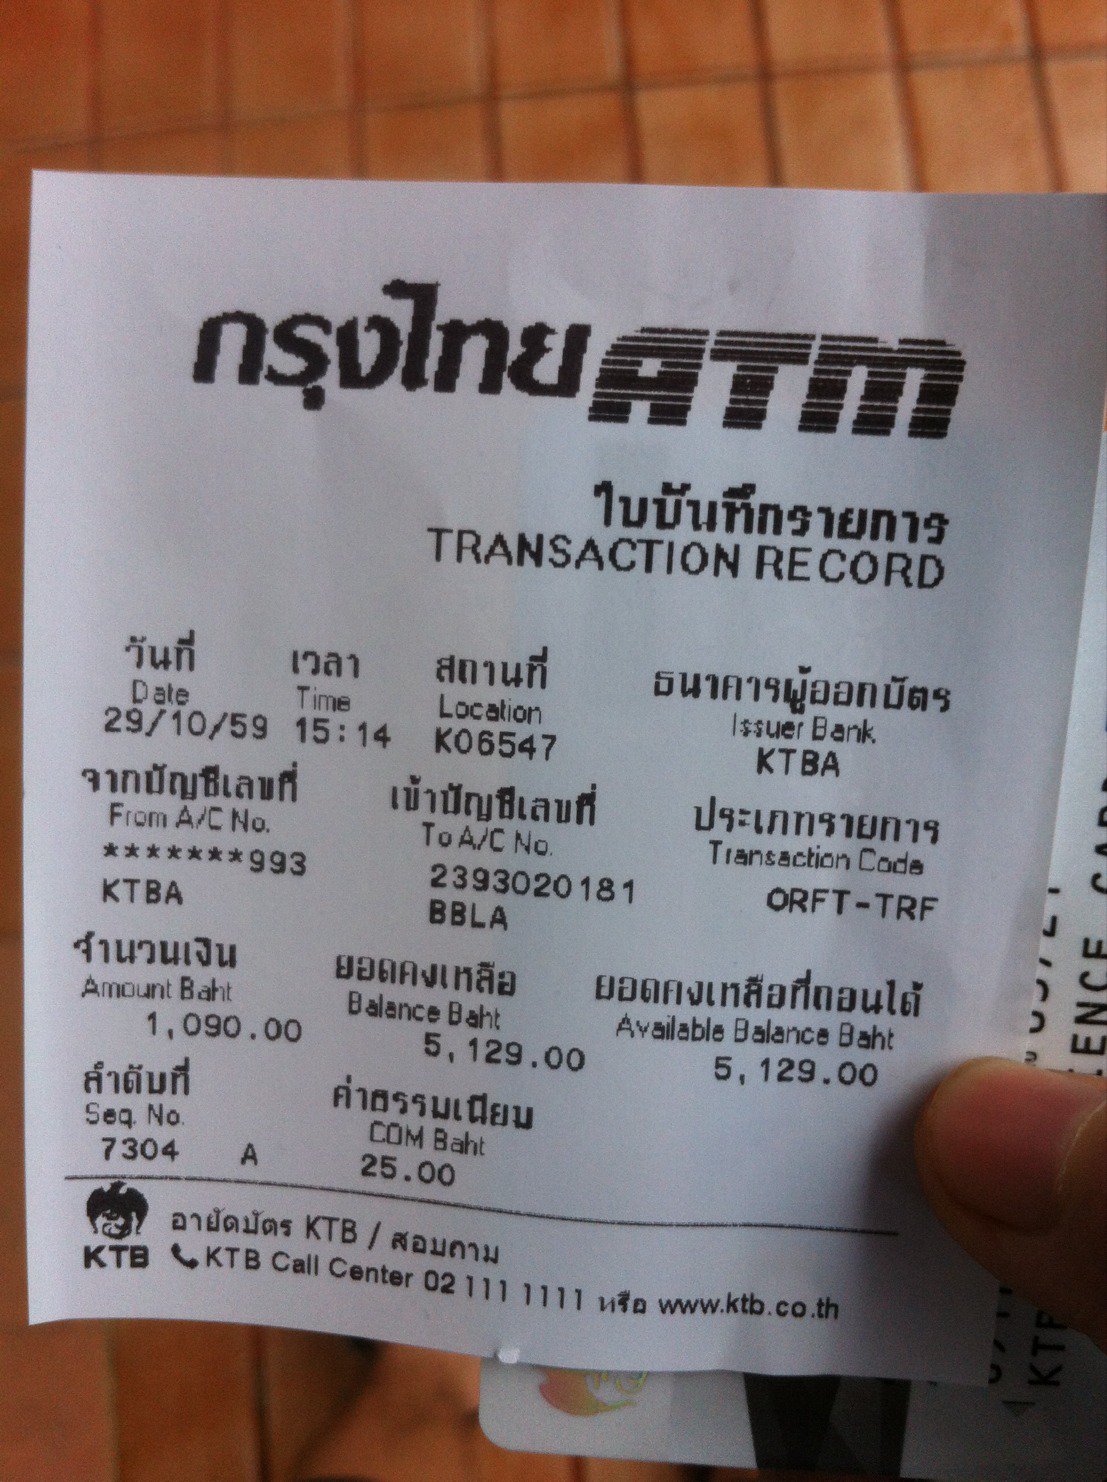 กรุงไทย ATM
ใบบันทึกรายการ
TRANSACTION RECORD
วันที่ เวลา สถานที่ ธนาคารผู้ออกบัตร
Date Time Location Issuer Bank
29/10/59 15:14 K06547 KTBA
จากบัญชีเลขที่ เข้าบัญชีเลขที่ ประเภทรายการ
From A/C No. To A/C No. Transaction Code
*******993 2393020181 ORFT-TRF
KTBA BBLA
จำนวนเงิน ยอดคงเหลือ ยอดคงเหลือที่ถอนได้
Amount Baht Balance Baht Available Balance Baht
1,090.00 5,129.00 5,129.00
ลำดับที่ ค่าธรรมเนียม
Seq. No. COM Baht
7304 A 25.00
อายัดบัตร KTB / สอบถาม
KTB KTB Call Center 02 111 1111 หรือ www.ktb.co.th